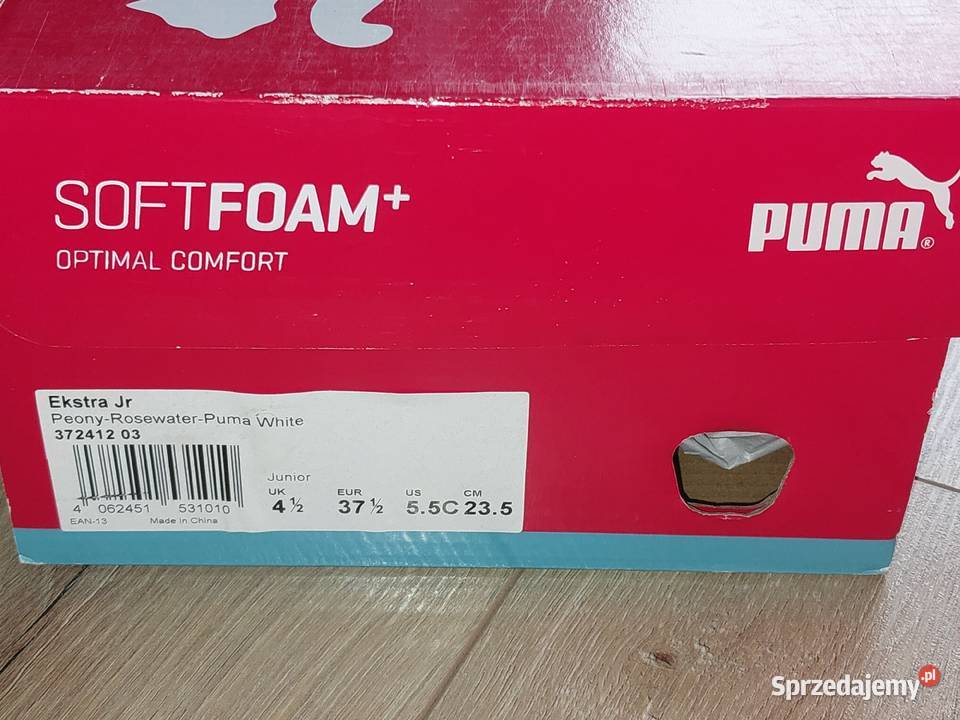 SOFTFOAM+
OPTIMAL COMFORT
PUMA®
Ekstra Jr
Peony-Rosewater-Puma White
372412 03
Junior
UK EUR US CM
4 ½ 37 ½ 5.5C 23.5
4 062451 531010
EAN-13 Made in China
Sprzedajemy.pl